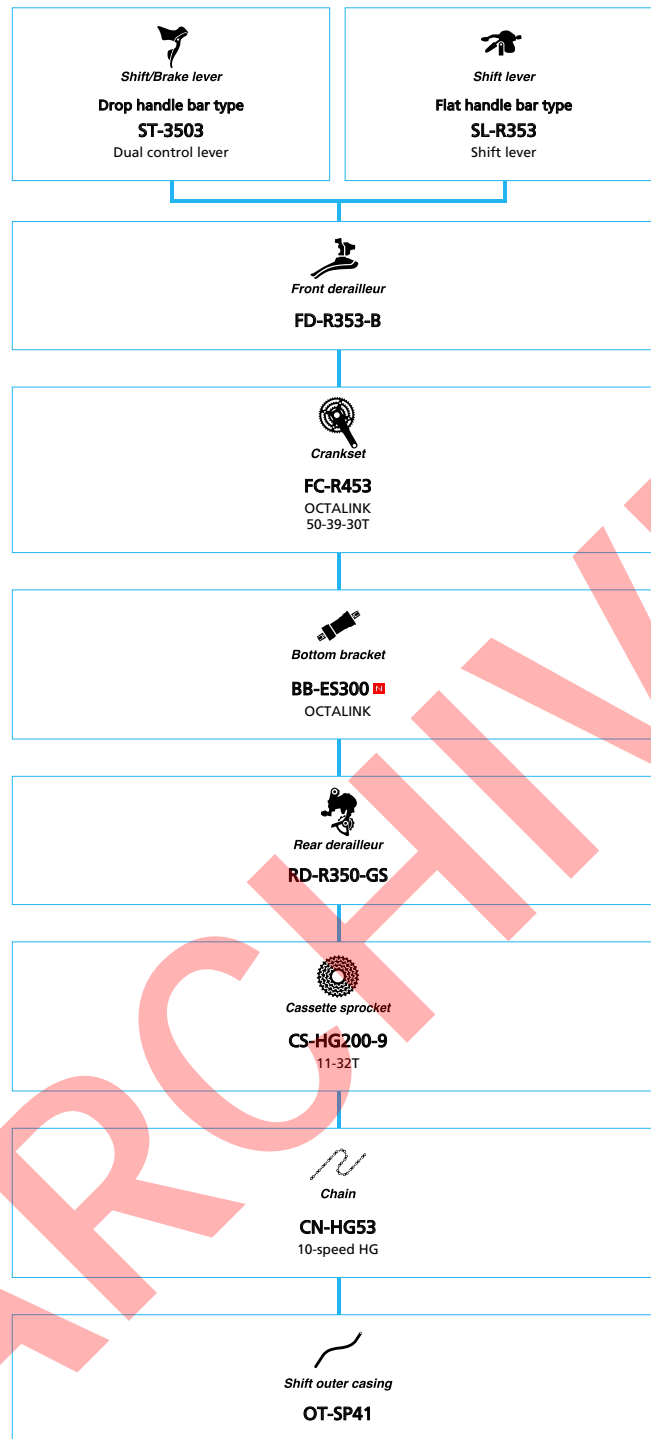 Shift/Brake lever
Drop handle bar type
ST-3503
Dual control lever
Shift lever
Flat handle bar type
SL-R353
Shift lever
Front derailleur
FD-R353-B
Crankset
FC-R453
OCTALINK
50-39-30T
Bottom bracket
BB-ES300 N
OCTALINK
Rear derailleur
RD-R350-GS
Cassette sprocket
CS-HG200-9
11-32T
Chain
CN-HG53
10-speed HG
Shift outer casing
OT-SP41
ARCHIV